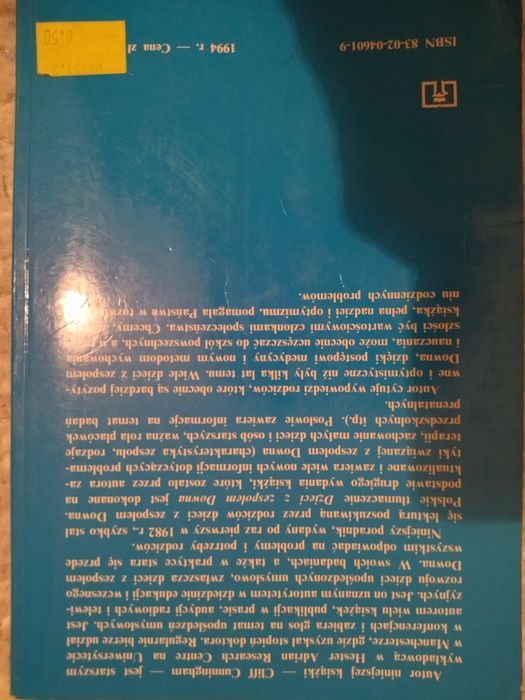 Autor niniejszej książki — Cliff Cunningham — jest starszym
wykładowcą w Hester Adrian Research Centre na Uniwersytecie
w Manchesterze, gdzie uzyskał stopień doktora. Regularnie bierze udział
w konferencjach i zabiera głos na temat upośledzeń umysłowych. Jest
autorem wielu książek, publikacji w prasie, audycji radiowych i telewi-
zyjnych. Jest on uznanym autorytetem w dziedzinie edukacji i wczesnego
rozwoju dzieci upośledzonych umysłowo, zwłaszcza dzieci z zespołem
Downa. W swoich badaniach, a także w praktyce stara się przede
wszystkim odpowiadać na problemy i potrzeby rodziców.
Niniejszy poradnik, wydany po raz pierwszy w 1982 r., szybko stał
się lekturą poszukiwaną przez rodziców dzieci z zespołem Downa.
Polskie tłumaczenie Dzieci z zespołem Downa jest dokonane na
podstawie drugiego wydania książki, które zostało przez autora za-
ktualizowane i zawiera wiele nowych informacji dotyczących problema-
tyki związanej z zespołem Downa (charakterystyka zespołu, rodzaje
terapii, zachowanie małych dzieci i osób starszych, ważna rola placówek
przedszkolnych itp.). Posłowie zawiera informacje na temat badań
prenatalnych.
Autor cytuje wypowiedzi rodziców, które obecnie są bardziej pozyty-
wne i optymistyczne niż były kilka lat temu. Wiele dzieci z zespołem
Downa, dzięki postępowi medycyny i nowym metodom wychowania
i nauczania, może obecnie uczęszczać do szkół powszechnych, a w
szłości być wartościowymi członkami społeczeństwa. Chcemy,
książka, pełna nadziei i optymizmu, pomagała Państwu w
niu codziennych problemów.
ISBN 83-02-04601-9
1994 r. — Cena zł
6.50